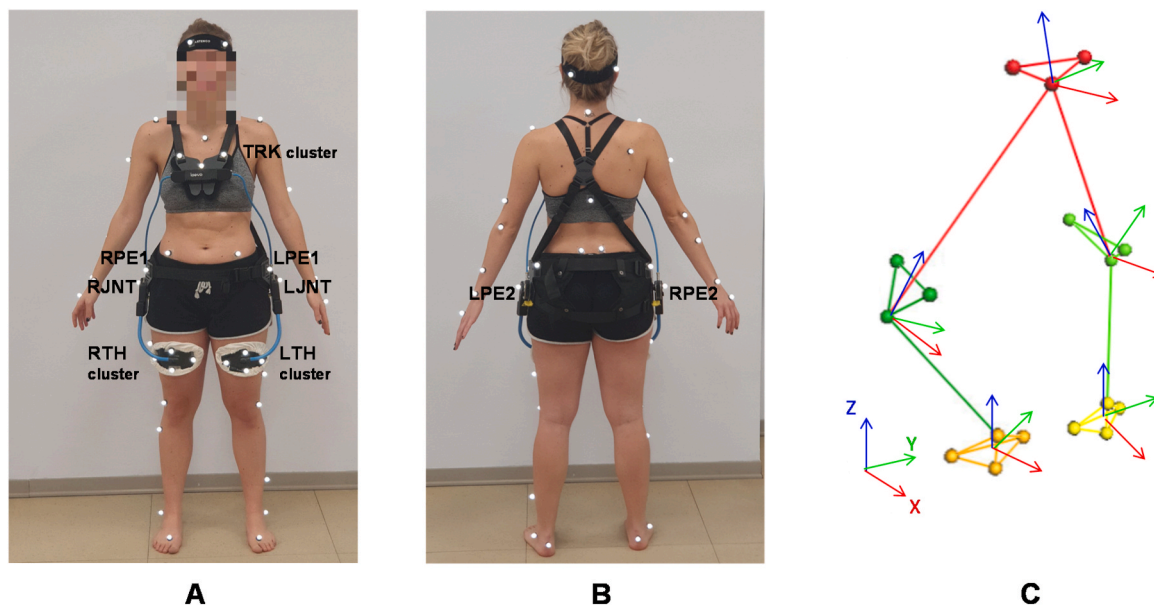 TRK cluster
RPE1
LPE1
RJNT
LJNT
RTH
cluster
LTH
cluster
A
LPE2
RPE2
B
Z
Y
X
C